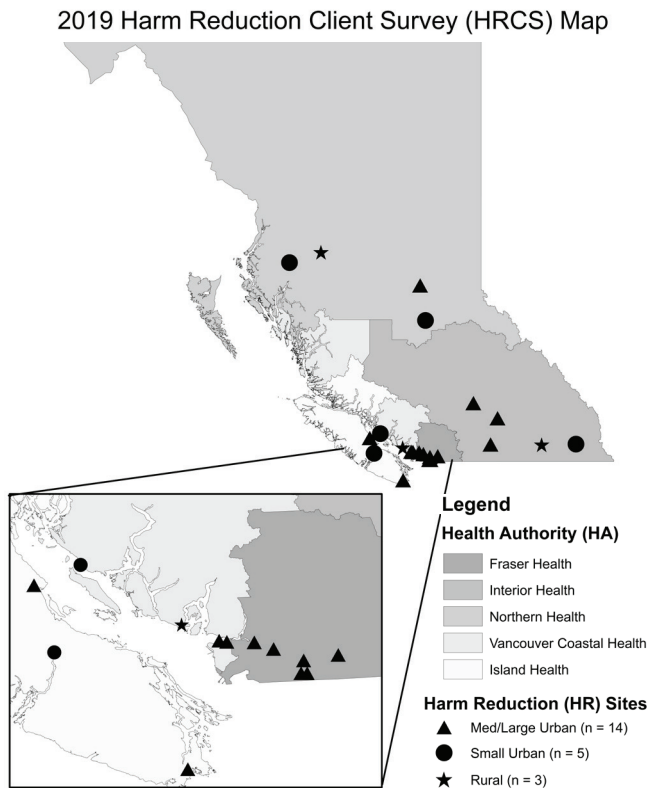 2019 Harm Reduction Client Survey (HRCS) Map
Legend
Health Authority (HA)
Fraser Health
Interior Health
Northern Health
Vancouver Coastal Health
Island Health
Harm Reduction (HR) Sites
Med/Large Urban (n = 14)
Small Urban (n = 5)
Rural (n = 3)